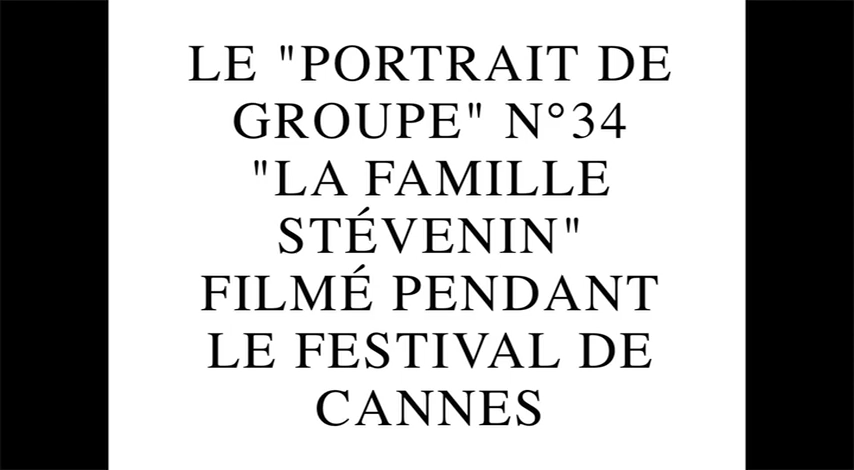 LE "PORTRAIT DE
GROUPE" N°34
"LA FAMILLE
STÉVENIN"
FILMÉ PENDANT
LE FESTIVAL DE
CANNES